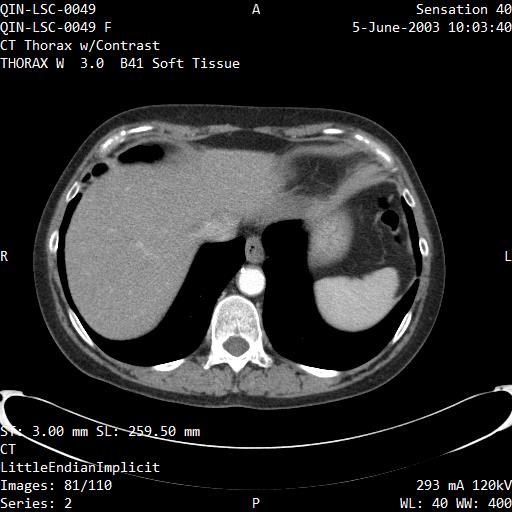 QIN-LSC-0049
A
Sensation 40
QIN-LSC-0049 F
5-June-2003 10:03:40
CT Thorax w/Contrast
THORAX W 3.0 B41 Soft Tissue
R
L
ST: 3.00 mm SL: 259.50 mm
CT
LittleEndianImplicit
Images: 81/110
293 mA 120kV
Series: 2
P
WL: 40 WW: 400